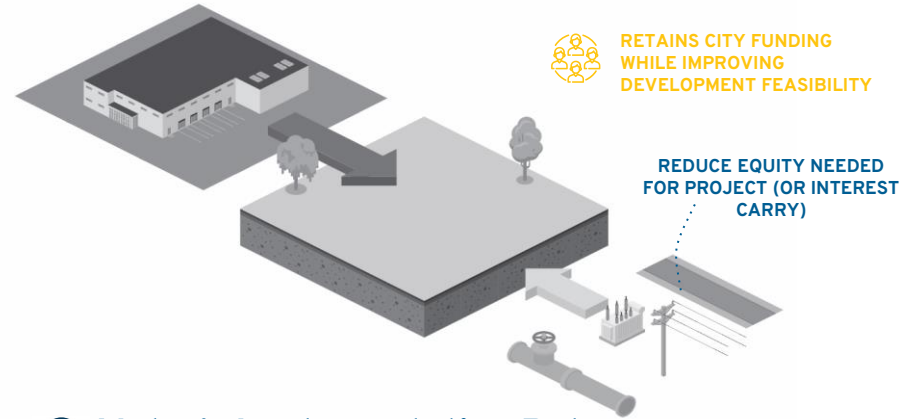 RETAINS CITY FUNDING
WHILE IMPROVING
DEVELOPMENT FEASIBILITY
REDUCE EQUITY NEEDED
FOR PROJECT (OR INTEREST
CARRY)